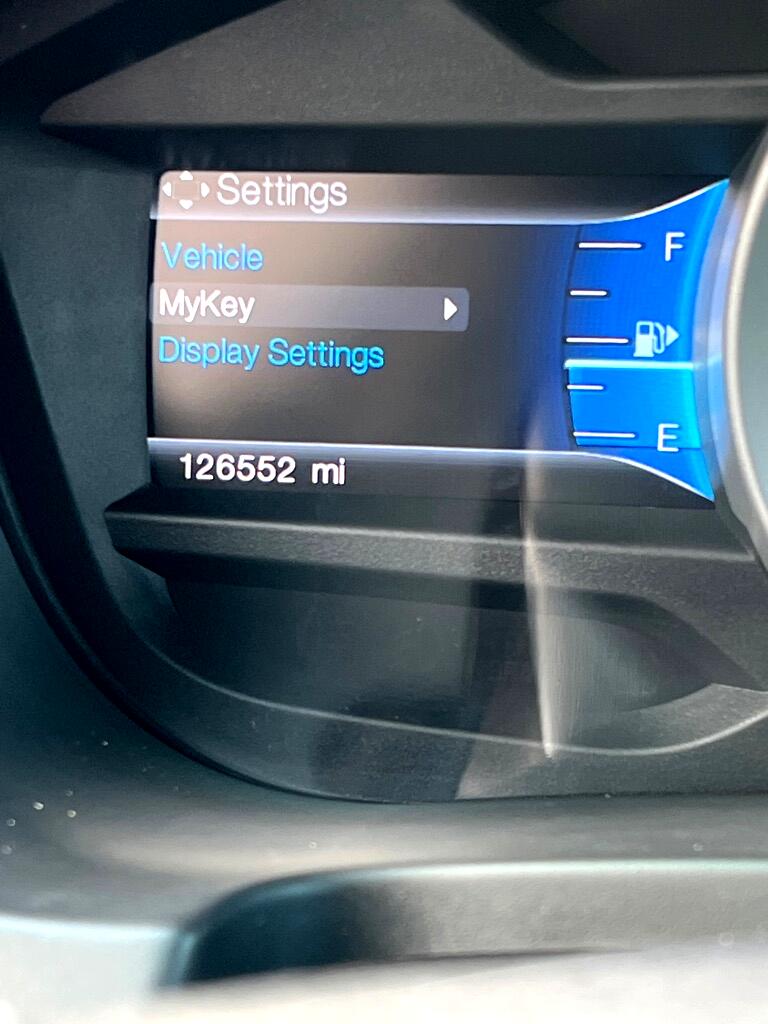 Settings
Vehicle
MyKey
Display Settings
126552 mi
F
E